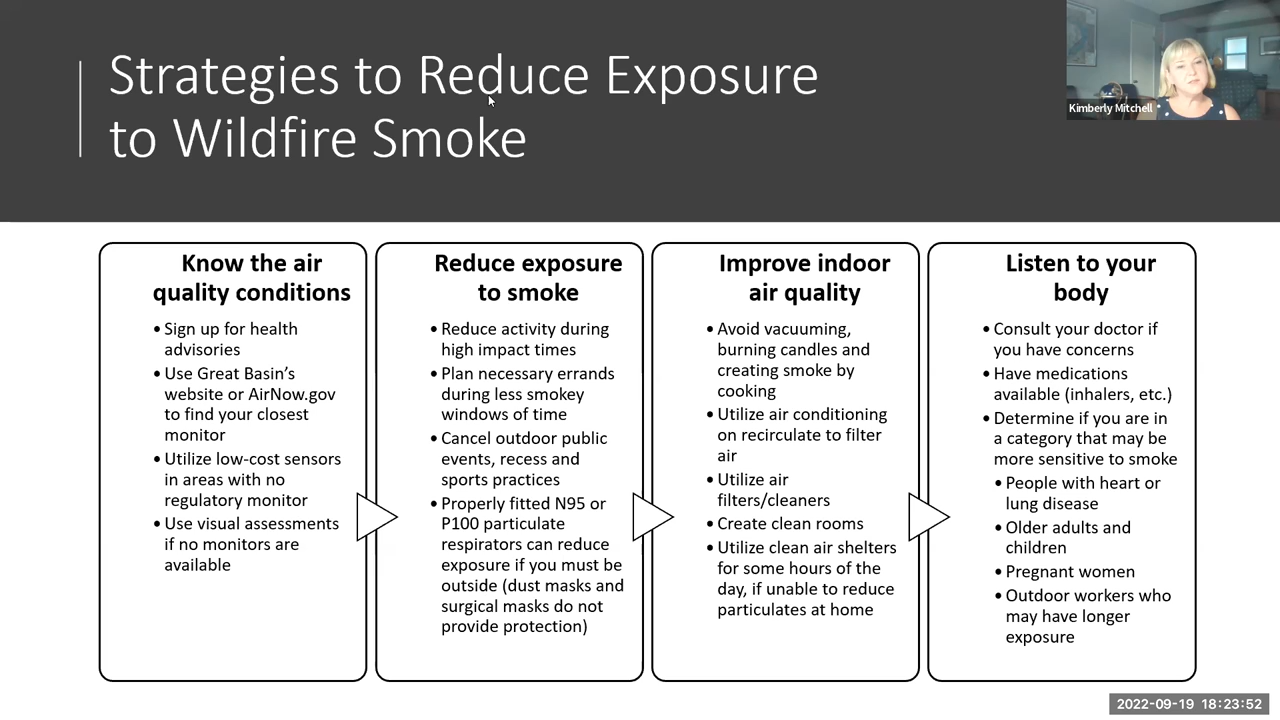 Strategies to Reduce Exposure
to Wildfire Smoke
Kimberly Mitchell
Know the air
quality conditions
• Sign up for health
advisories
• Use Great Basin's
website or AirNow.gov
to find your closest
monitor
• Utilize low-cost sensors
in areas with no
regulatory monitor
• Use visual assessments
if no monitors are
available
Reduce exposure
to smoke
• Reduce activity during
high impact times
• Plan necessary errands
during less smokey
windows of time
• Cancel outdoor public
events, recess and
sports practices
• Properly fitted N95 or
P100 particulate
respirators can reduce
exposure if you must be
outside (dust masks and
surgical masks do not
provide protection)
Improve indoor
air quality
• Avoid vacuuming,
burning candles and
creating smoke by
cooking
• Utilize air conditioning
on recirculate to filter
air
• Utilize air
filters/cleaners
• Create clean rooms
• Utilize clean air shelters
for some hours of the
day, if unable to reduce
particulates at home
Listen to your
body
• Consult your doctor if
you have concerns
• Have medications
available (inhalers, etc.)
• Determine if you are in
a category that may be
more sensitive to smoke
• People with heart or
lung disease
• Older adults and
children
• Pregnant women
• Outdoor workers who
may have longer
exposure
2022-09-19 18:23:52